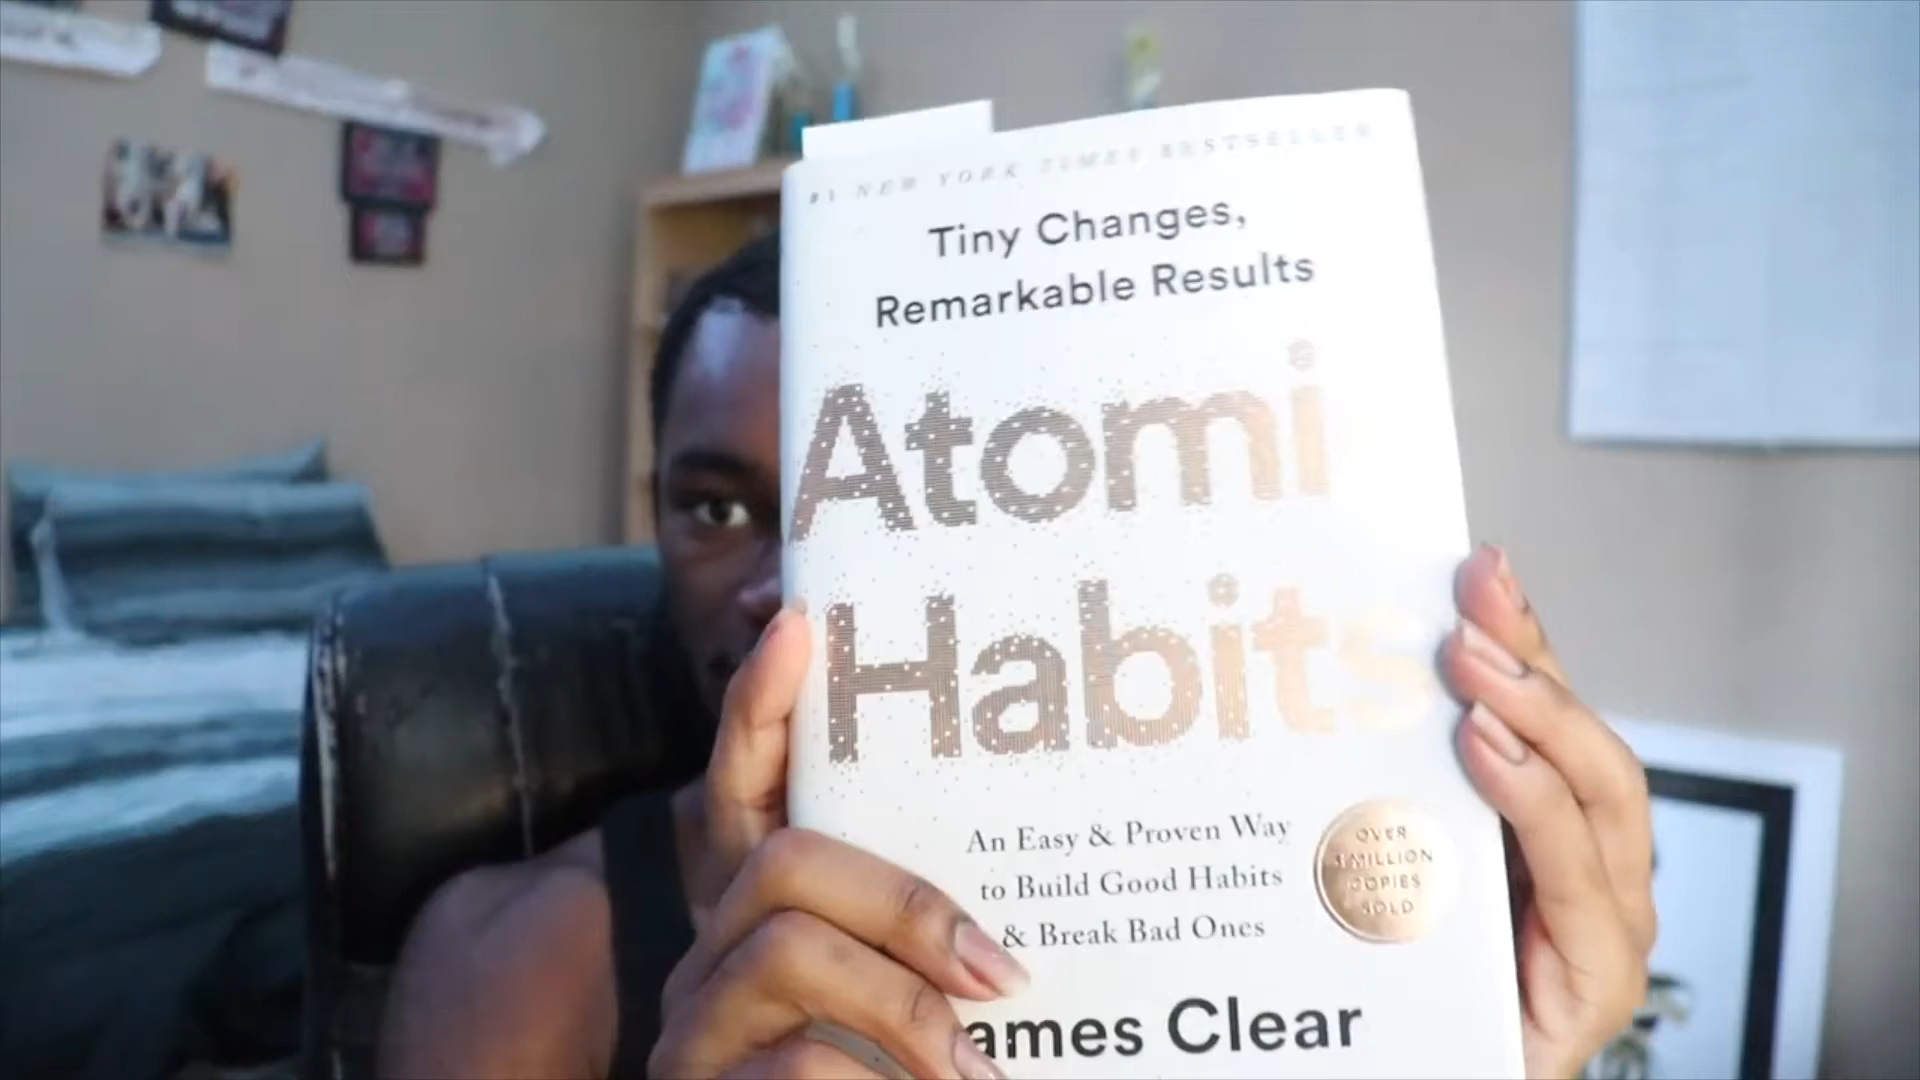 #1 NEW YORK TIMES BESTSELLER
Tiny Changes,
Remarkable Results
Atomi
Habits
An Easy & Proven Way
to Build Good Habits
& Break Bad Ones
OVER
MILLION
COPIES
SOLD
ames Clear